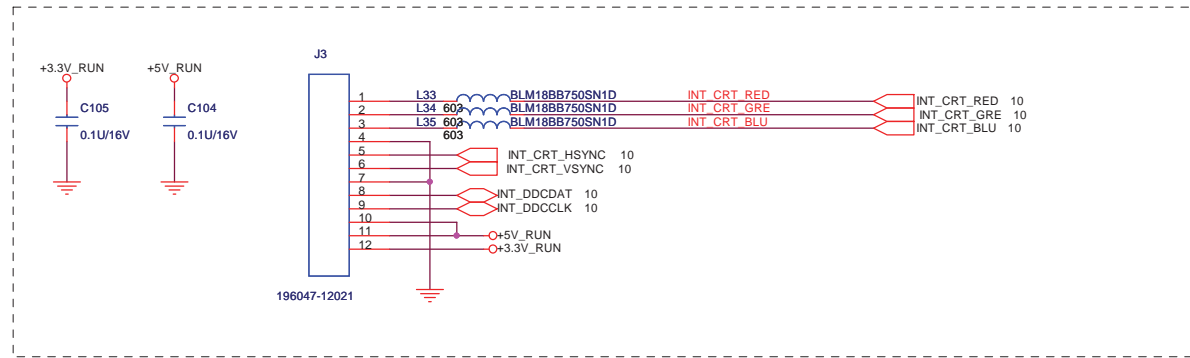 J3
+3.3V_RUN +5V_RUN
C105 C104
0.1U/16V 0.1U/16V
1 L33 BLM18BB750SN1D INT_CRT_RED INT_CRT_RED 10
2 L34 603 BLM18BB750SN1D INT_CRT_GRE INT_CRT_GRE 10
3 L35 603 BLM18BB750SN1D INT_CRT_BLU INT_CRT_BLU 10
603
4
5 INT_CRT_HSYNC 10
6 INT_CRT_VSYNC 10
7
8 INT_DDCDAT 10
9 INT_DDCCLK 10
10
11 +5V_RUN
12 +3.3V_RUN
196047-12021